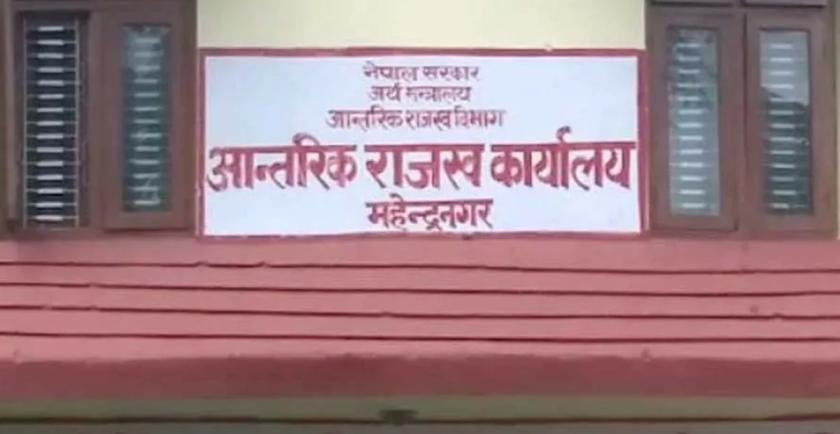 नेपाल सरकार
अर्थ मन्त्रालय
आन्तरिक राजस्व विभाग
आन्तरिक राजस्व कार्यालय
महेन्द्रनगर